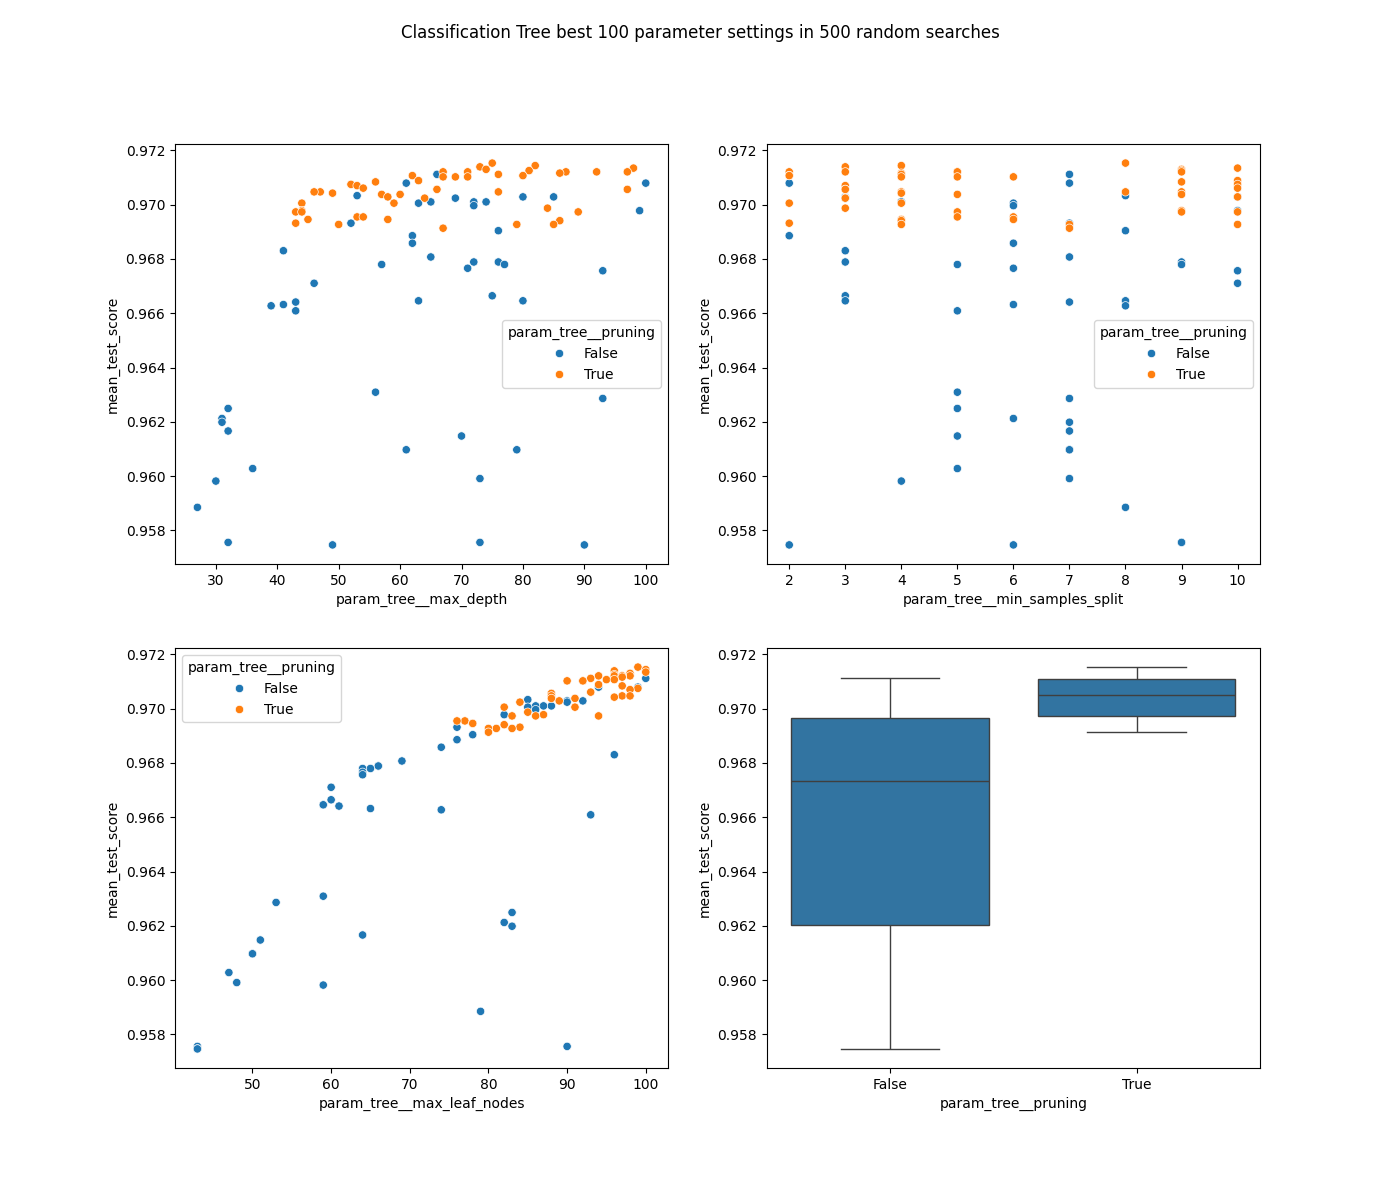 Classification Tree best 100 parameter settings in 500 random searches
0.972
0.970
0.968
0.966
0.964
0.962
0.960
0.958
mean_test_score
param_tree__pruning
False
True
30 40 50 60 70 80 90 100
param_tree__max_depth
0.972
0.970
0.968
0.966
0.964
0.962
0.960
0.958
mean_test_score
param_tree__pruning
False
True
2 3 4 5 6 7 8 9 10
param_tree__min_samples_split
0.972
0.970
0.968
0.966
0.964
0.962
0.960
0.958
mean_test_score
param_tree__pruning
False
True
50 60 70 80 90 100
param_tree__max_leaf_nodes
0.972
0.970
0.968
0.966
0.964
0.962
0.960
0.958
mean_test_score
False True
param_tree__pruning